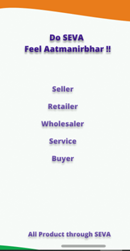 Do SEVA
Feel Aatmanirbhar !!
Seller
Retailer
Wholesaler
Service
Buyer
All Product through SEVA